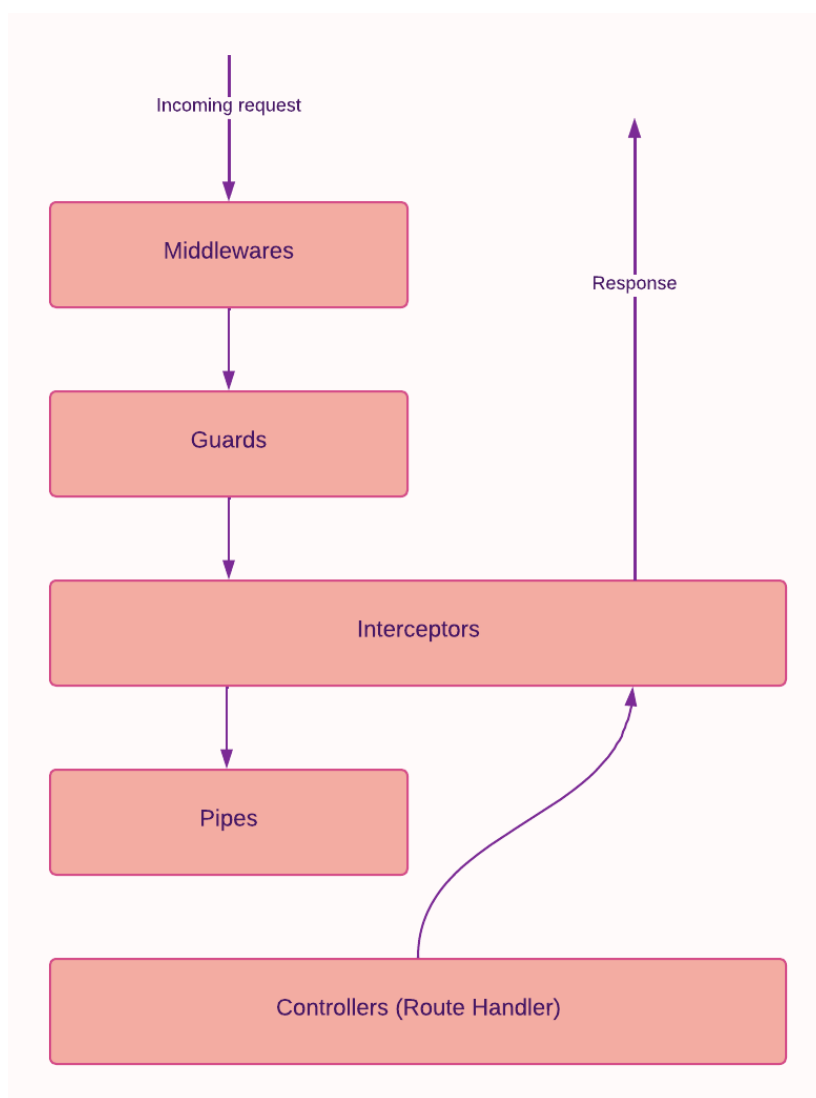 Incoming request
Middlewares
Response
Guards
Interceptors
Pipes
Controllers (Route Handler)